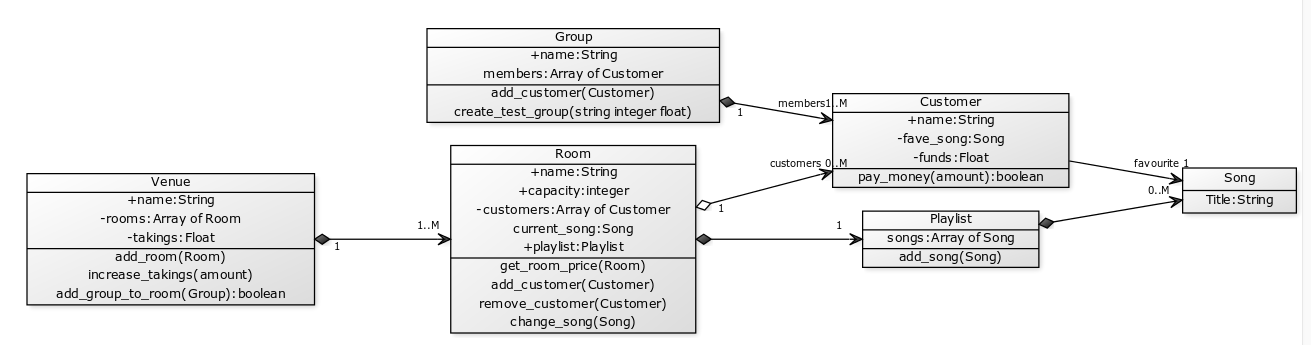 Group
+name:String
members:Array of Customer
add_customer(Customer)
create_test_group(string integer float)
1
members1..M
Customer
+name:String
-fave_song:Song
-funds:Float
pay_money(amount):boolean
Room
+name:String
+capacity:integer
-customers:Array of Customer
current_song:Song
+playlist:Playlist
get_room_price(Room)
add_customer(Customer)
remove_customer(Customer)
change_song(Song)
customers 0..M
1
favourite 1
0..M
Song
Title:String
Venue
+name:String
-rooms:Array of Room
-takings:Float
add_room(Room)
increase_takings(amount)
add_group_to_room(Group):boolean
1
1..M
1
Playlist
songs:Array of Song
add_song(Song)